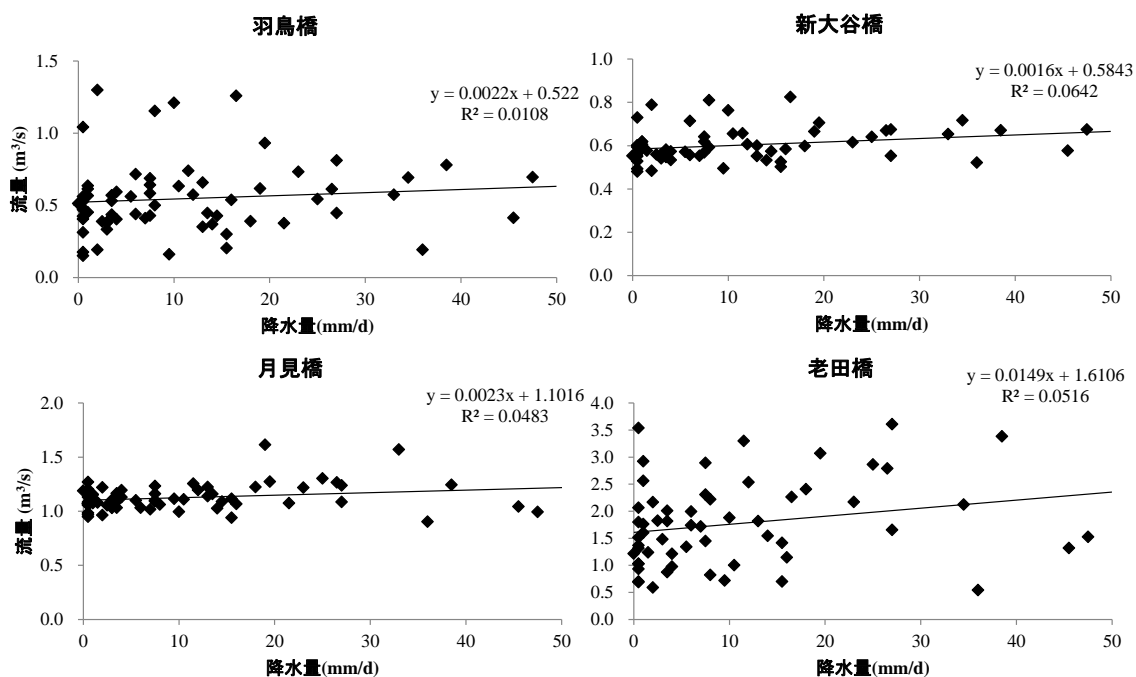 羽鳥橋
y = 0.0022x + 0.522
R² = 0.0108
流量 (m³/s)
1.5
1.0
0.5
0.0
0 10 20 30 40 50
降水量(mm/d)
新大谷橋
y = 0.0016x + 0.5843
R² = 0.0642
1.0
0.8
0.6
0.4
0.2
0.0
0 10 20 30 40 50
降水量(mm/d)
月見橋
y = 0.0023x + 1.1016
R² = 0.0483
流量 (m³/s)
2.0
1.5
1.0
0.5
0.0
0 10 20 30 40 50
降水量(mm/d)
老田橋
y = 0.0149x + 1.6106
R² = 0.0516
4.0
3.5
3.0
2.5
2.0
1.5
1.0
0.5
0.0
0 10 20 30 40 50
降水量(mm/d)